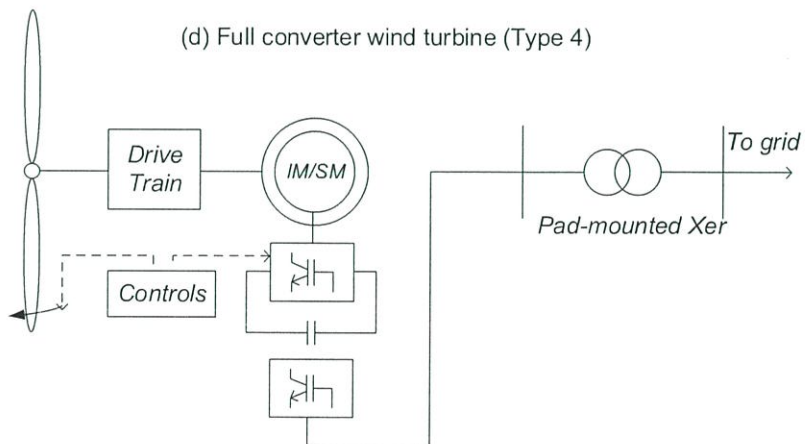 (d) Full converter wind turbine (Type 4)
Drive
Train
IM/SM
To grid
Pad-mounted Xer
Controls